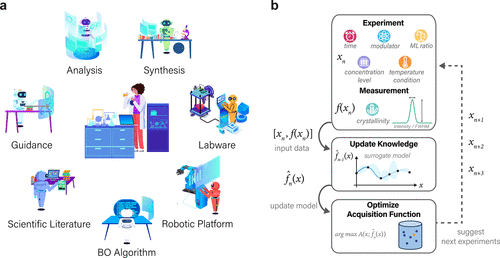 a
Analysis
Synthesis
Guidance
Labware
Scientific Literature
Robotic Platform
BO Algorithm
b
Experiment
time
modulator
ML ratio
xn
concentration
level
temperature
condition
Measurement
f(xn)
crystallinity
Intensity / FWHM
[xn, f(xn)]
input data
Update Knowledge
f̂n(x)
surrogate model
x
f̂n(x)
update model
Optimize
Acquisition Function
arg max A(x; f̂n(x))
xn+1
xn+2
xn+3
suggest
next experiments